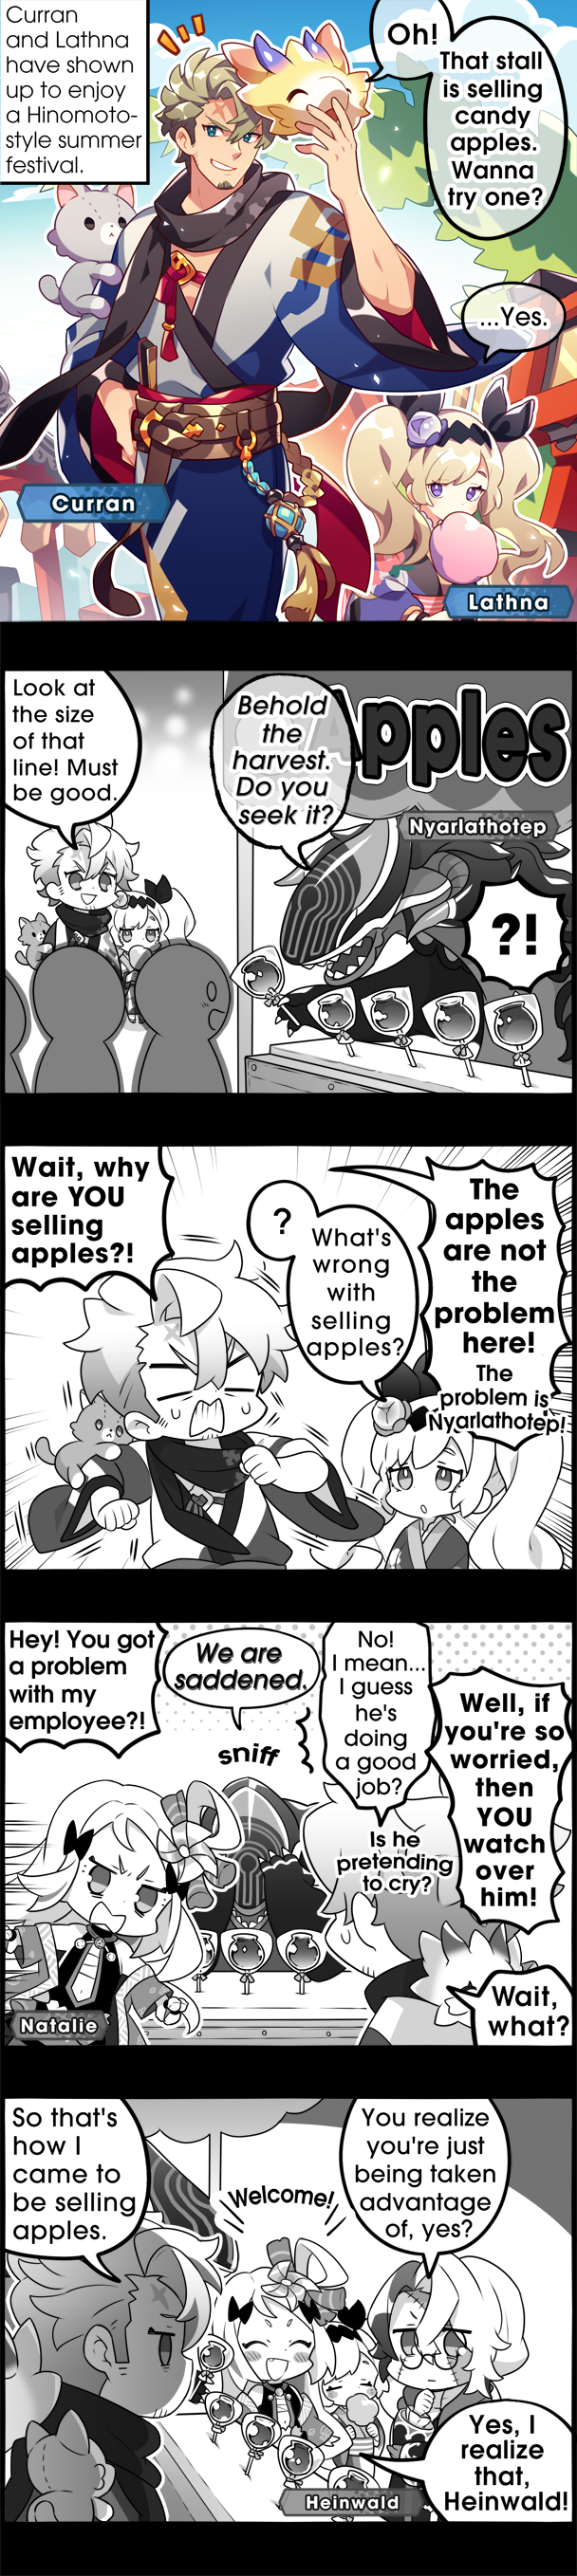 Curran
and Lathna
have shown
up to enjoy
a Hinomoto-
style summer
festival.
Oh!
That stall
is selling
candy
apples.
Wanna
try one?
...Yes.
Curran
Lathna
Look at
the size
of that
line! Must
be good.
Behold
the
harvest.
Do you
seek it?
Apples
Nyarlathotep
?!
Wait, why
are YOU
selling
apples?!
?
What's
wrong
with
selling
apples?
The
apples
are not
the
problem
here!
The
problem is
Nyarlathotep!
Hey! You got
a problem
with my
employee?!
We are
saddened.
sniff
No!
I mean...
I guess
he's
doing
a good
job?
Is he
pretending
to cry?
Well, if
you're so
worried,
then
YOU
watch
over
him!
Wait,
what?
Natalie
So that's
how I
came to
be selling
apples.
Welcome!
You realize
you're just
being taken
advantage
of, yes?
Yes, I
realize
that,
Heinwald!
Heinwald